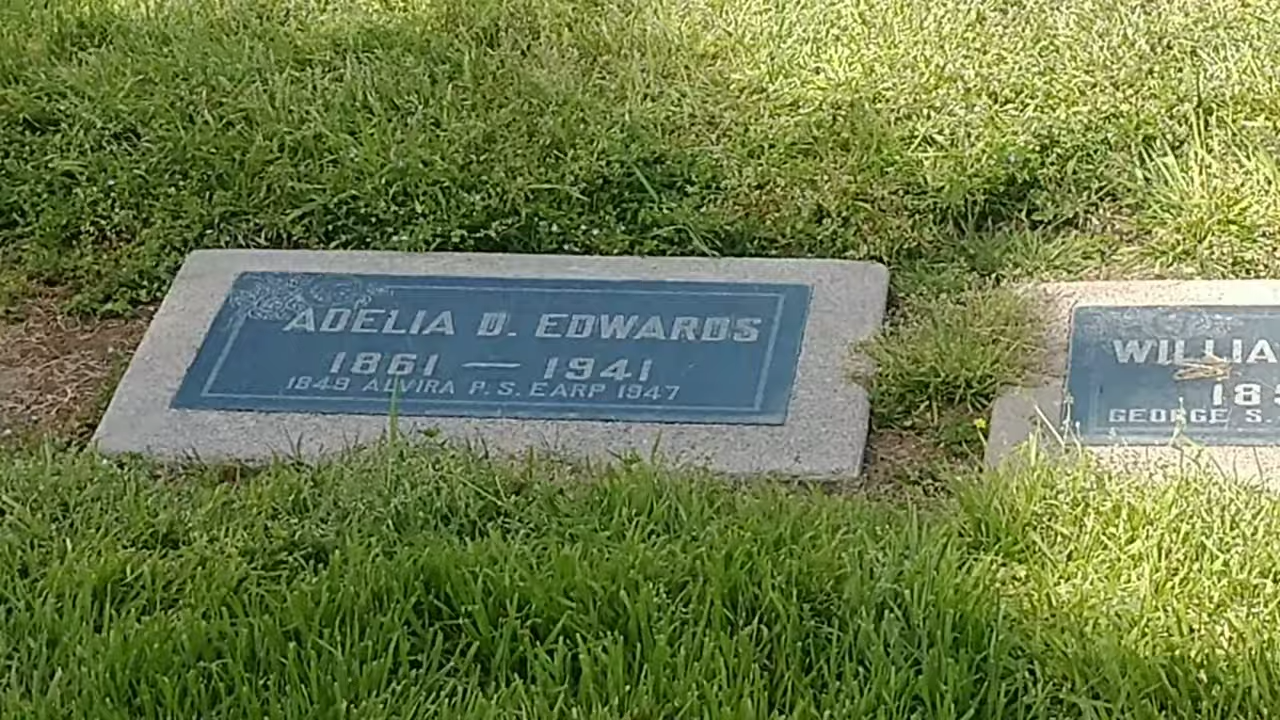 ADELIA D. EDWARDS
1861 — 1941
1849 ALVIRA P. S. EARP 1947
WILLIA
18
GEORGE S.